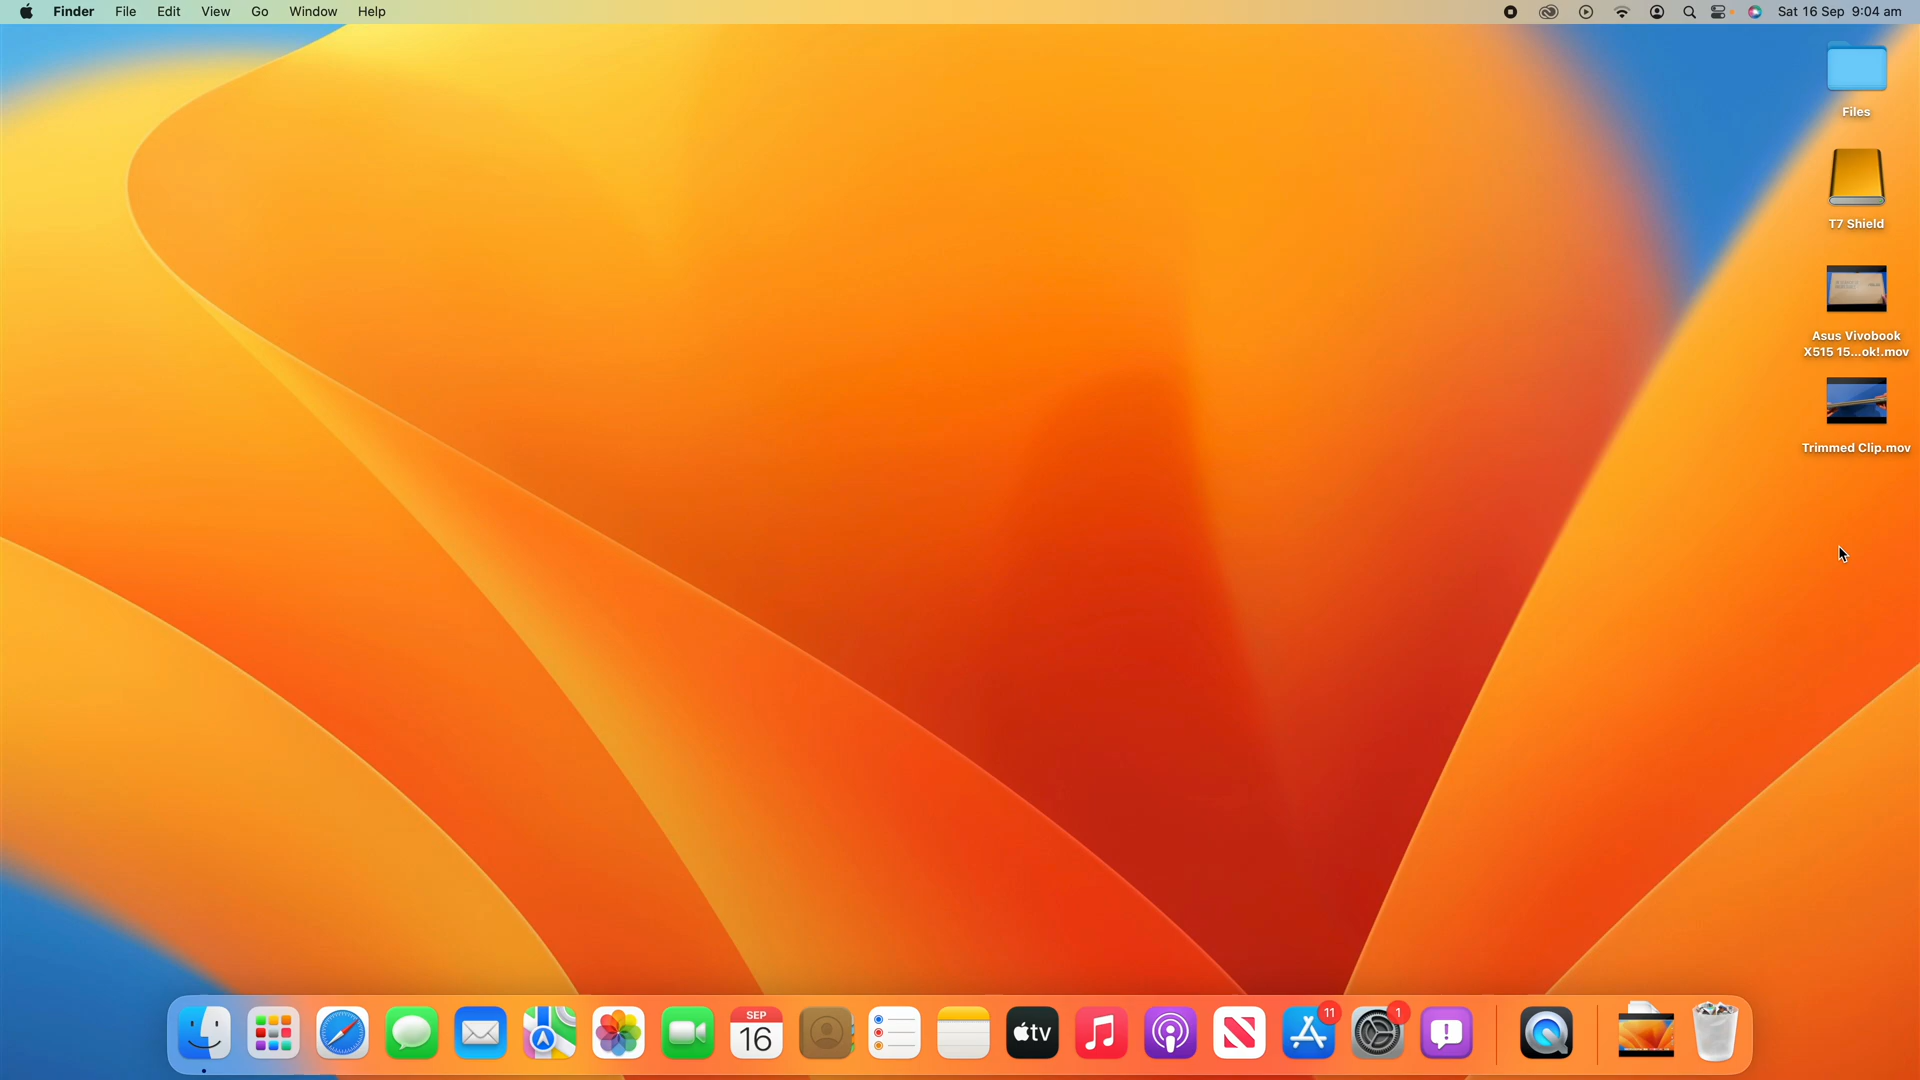 Finder File Edit View Go Window Help
Sat 16 Sep 9:04 am
Files
T7 Shield
Asus Vivobook
X515 15...ok!.mov
Trimmed Clip.mov
SEP
16
tv
11
1